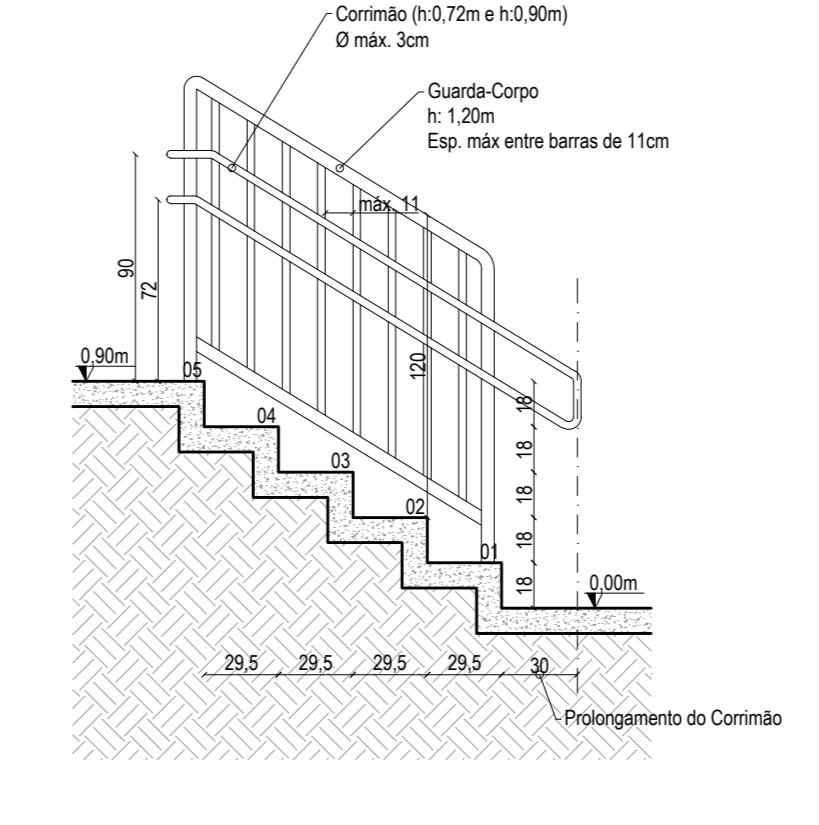 Corrimão (h:0,72m e h:0,90m)
Ø máx. 3cm
Guarda-Corpo
h: 1,20m
Esp. máx entre barras de 11cm
máx. 11
90
72
120
0,90m
05
04
03
02
01
18
18
18
18
18
0,00m
29,5
29,5
29,5
29,5
30
Prolongamento do Corrimão